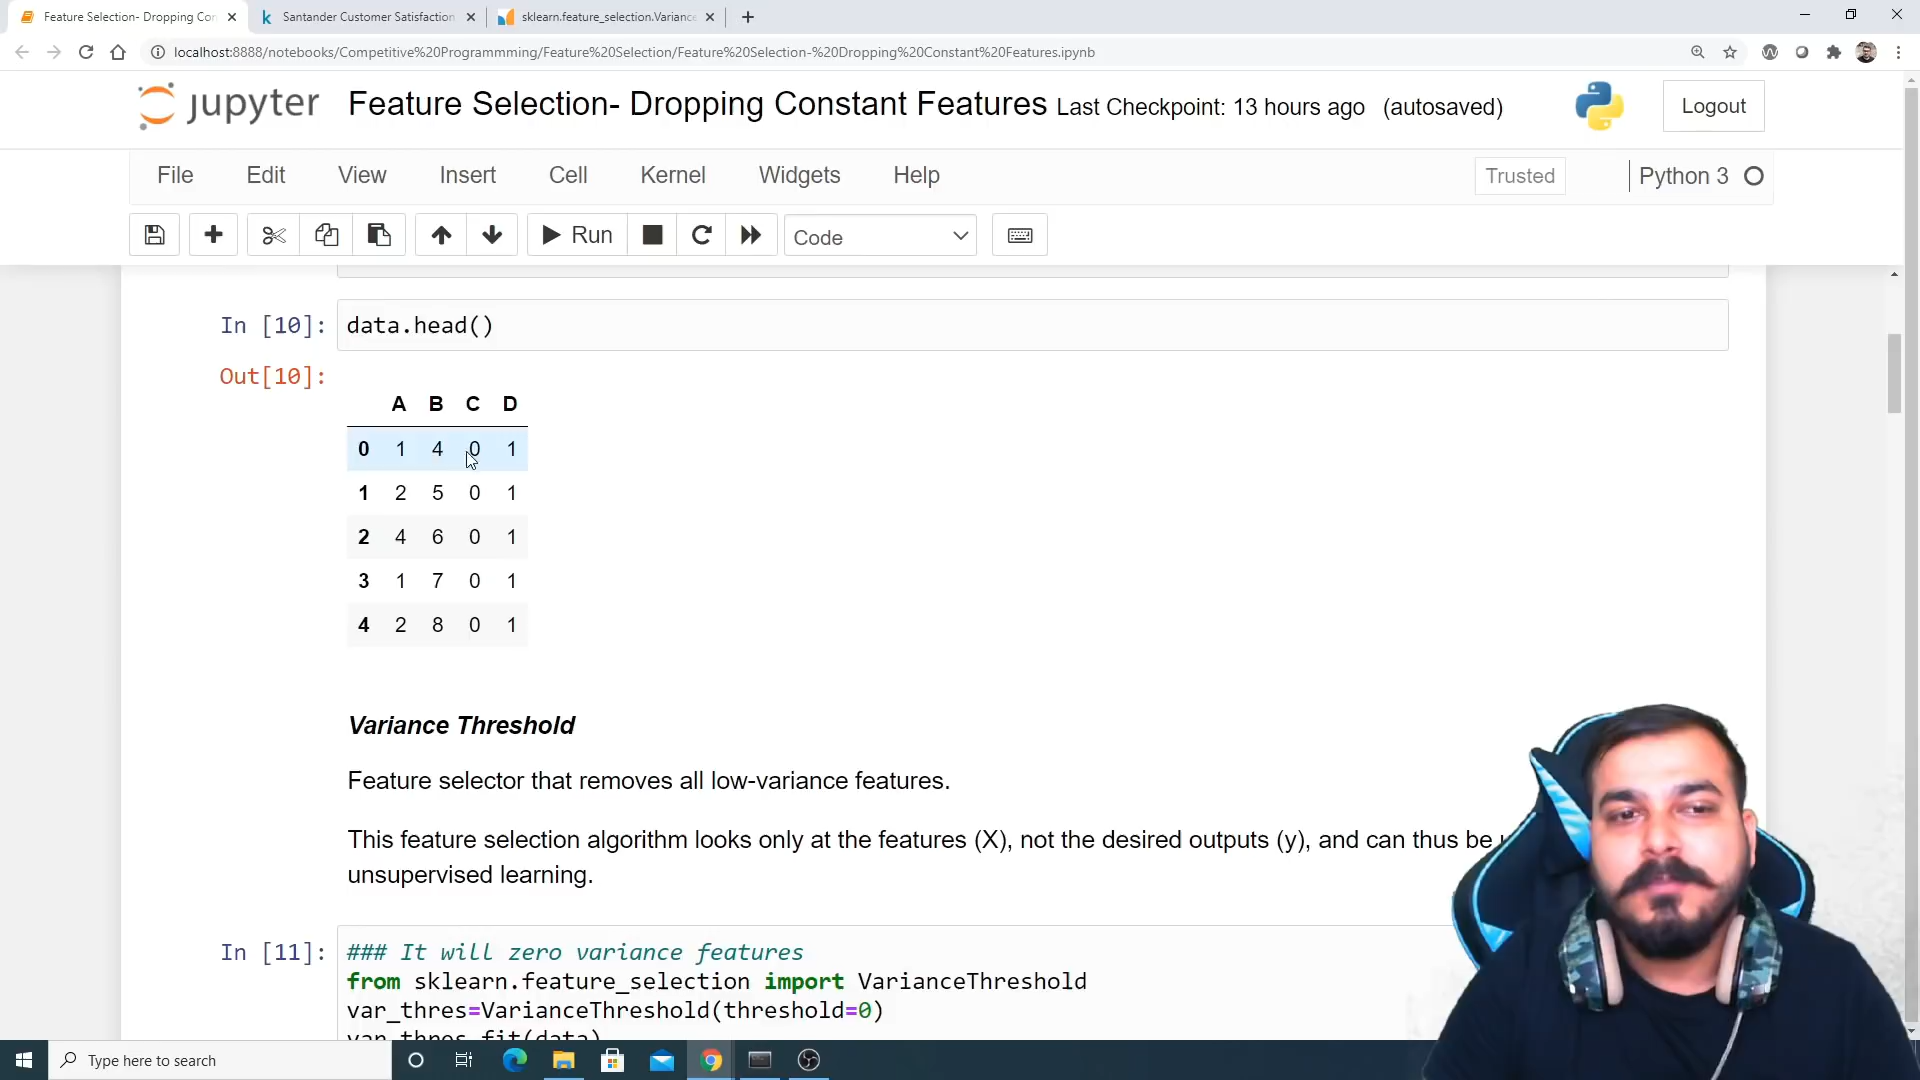 Feature Selection- Dropping Con
Santander Customer Satisfaction
sklearn.feature_selection.Varianc
localhost:8888/notebooks/Competitive%20Programmming/Feature%20Selection/Feature%20Selection-%20Dropping%20Constant%20Features.ipynb
jupyter Feature Selection- Dropping Constant Features Last Checkpoint: 13 hours ago (autosaved)
Logout
File Edit View Insert Cell Kernel Widgets Help
Trusted
Python 3
Run
Code
In [10]: data.head()
Out[10]:
A B C D
0 1 4 0 1
1 2 5 0 1
2 4 6 0 1
3 1 7 0 1
4 2 8 0 1
Variance Threshold
Feature selector that removes all low-variance features.
This feature selection algorithm looks only at the features (X), not the desired outputs (y), and can thus be
unsupervised learning.
In [11]: ### It will zero variance features
from sklearn.feature_selection import VarianceThreshold
var_thres=VarianceThreshold(threshold=0)
var_thres.fit(data)
Type here to search